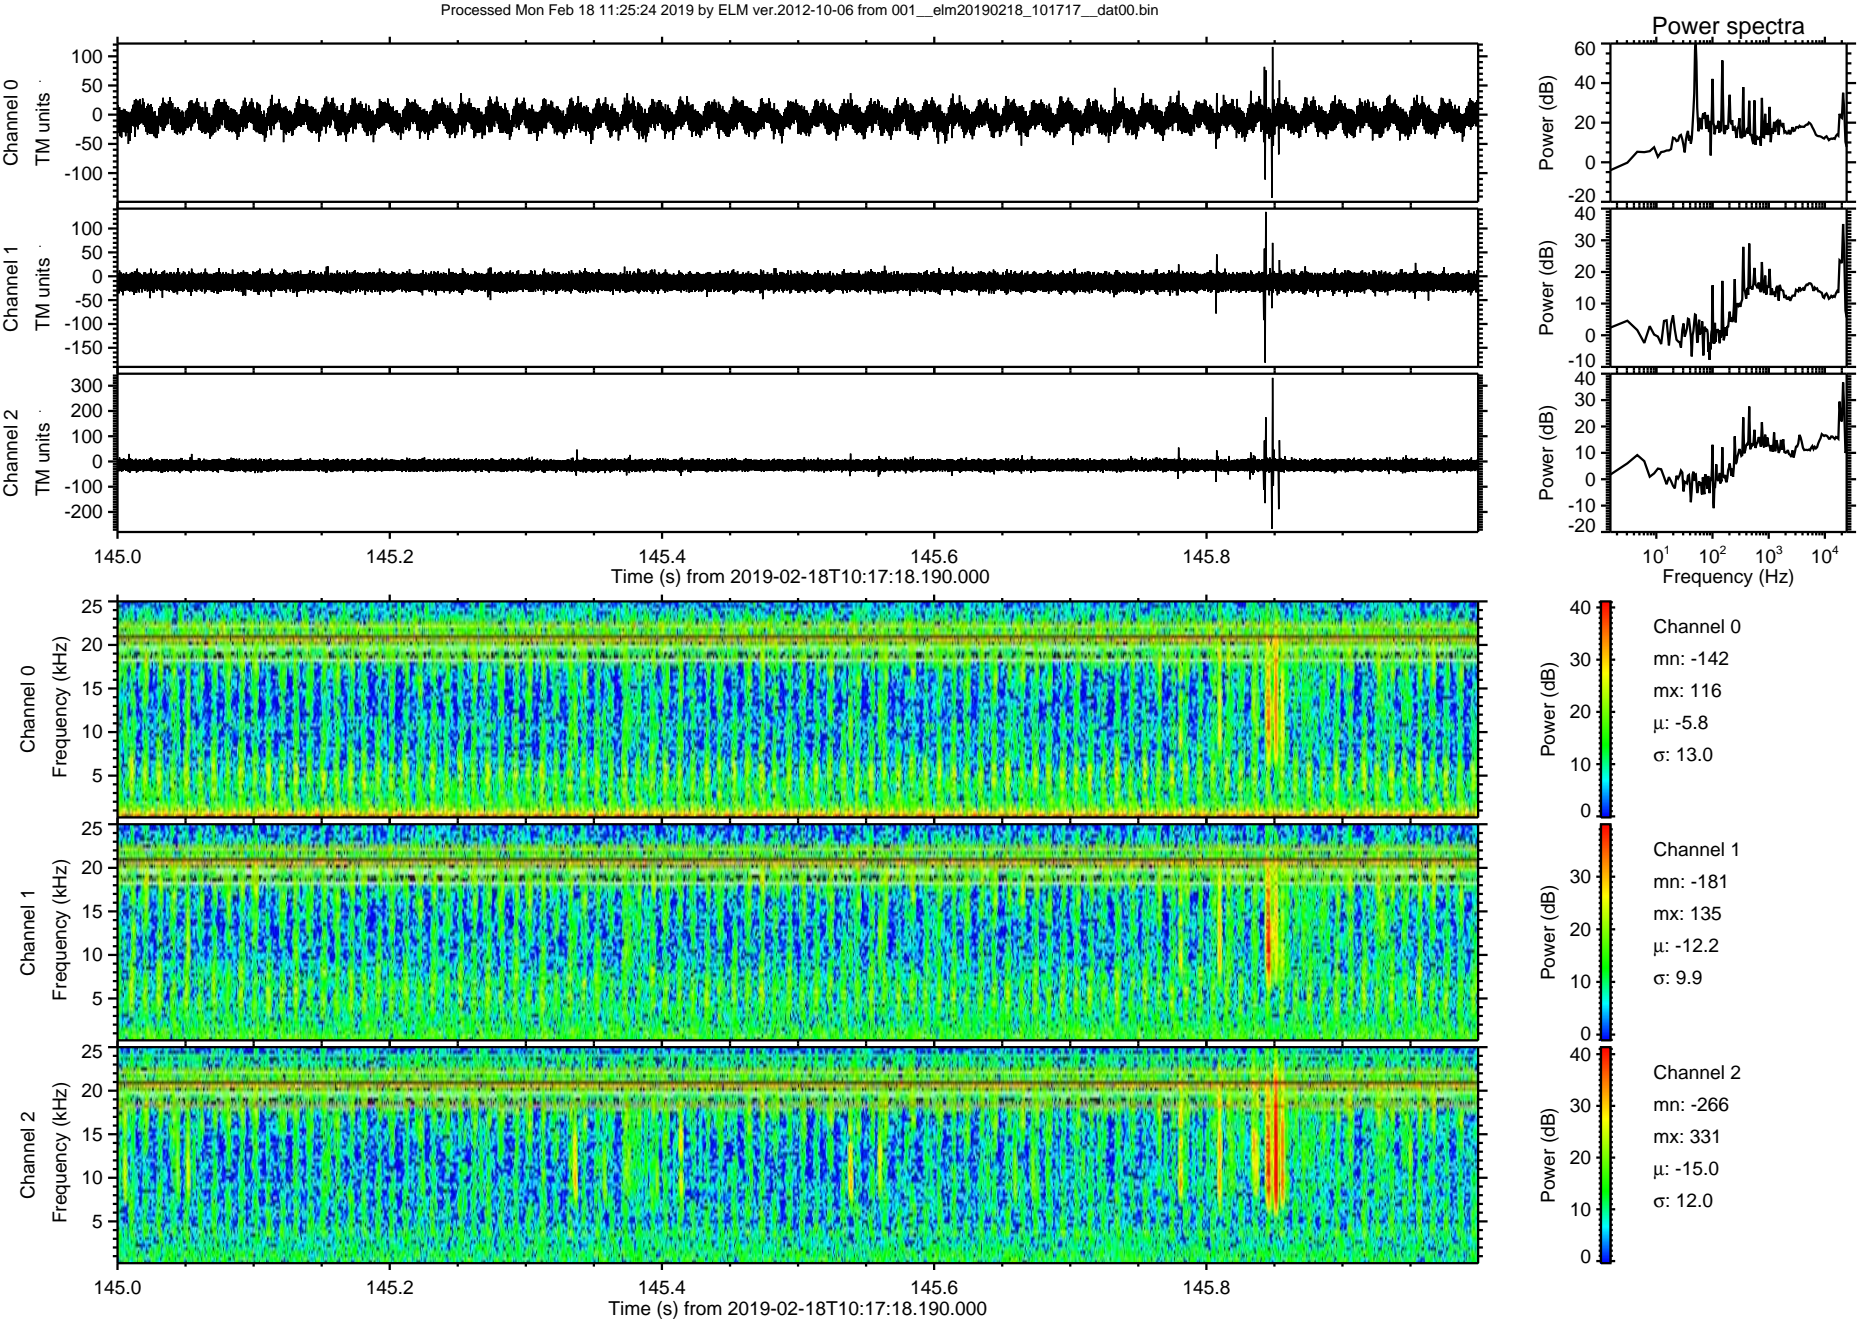 Processed Mon Feb 18 11:25:24 2019 by ELM ver.2012-10-06 from 001__elm20190218_101717__dat00.bin
Power spectra
Channel 0
TM units
100
50
0
-50
-100
Power (dB)
60
40
20
0
-20
Channel 1
TM units
100
50
0
-50
-100
-150
Power (dB)
40
30
20
10
0
-10
Channel 2
TM units
300
200
100
0
-100
-200
Power (dB)
40
30
20
10
0
-10
-20
145.0 145.2 145.4 145.6 145.8
Time (s) from 2019-02-18T10:17:18.190.000
10^1 10^2 10^3 10^4
Frequency (Hz)
Channel 0
Frequency (kHz)
25
20
15
10
5
Power (dB)
40
30
20
10
0
Channel 0
mn: -142
mx: 116
μ: -5.8
σ: 13.0
Channel 1
Frequency (kHz)
25
20
15
10
5
Power (dB)
30
20
10
0
Channel 1
mn: -181
mx: 135
μ: -12.2
σ: 9.9
Channel 2
Frequency (kHz)
25
20
15
10
5
Power (dB)
40
30
20
10
0
Channel 2
mn: -266
mx: 331
μ: -15.0
σ: 12.0
145.0 145.2 145.4 145.6 145.8
Time (s) from 2019-02-18T10:17:18.190.000